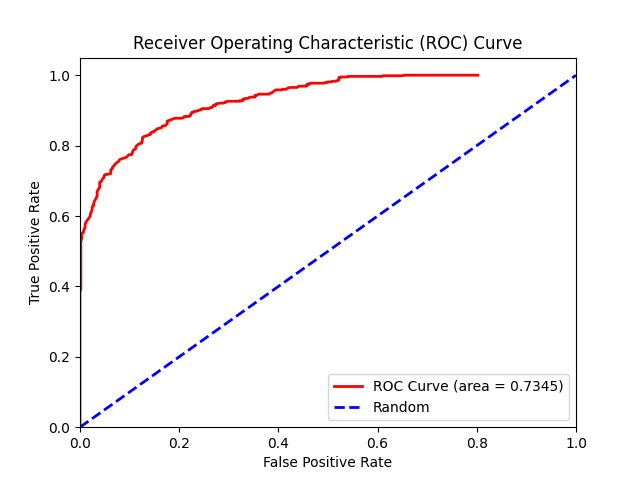 Receiver Operating Characteristic (ROC) Curve
1.0
0.8
0.6
0.4
0.2
0.0
True Positive Rate
ROC Curve (area = 0.7345)
Random
0.0 0.2 0.4 0.6 0.8 1.0
False Positive Rate